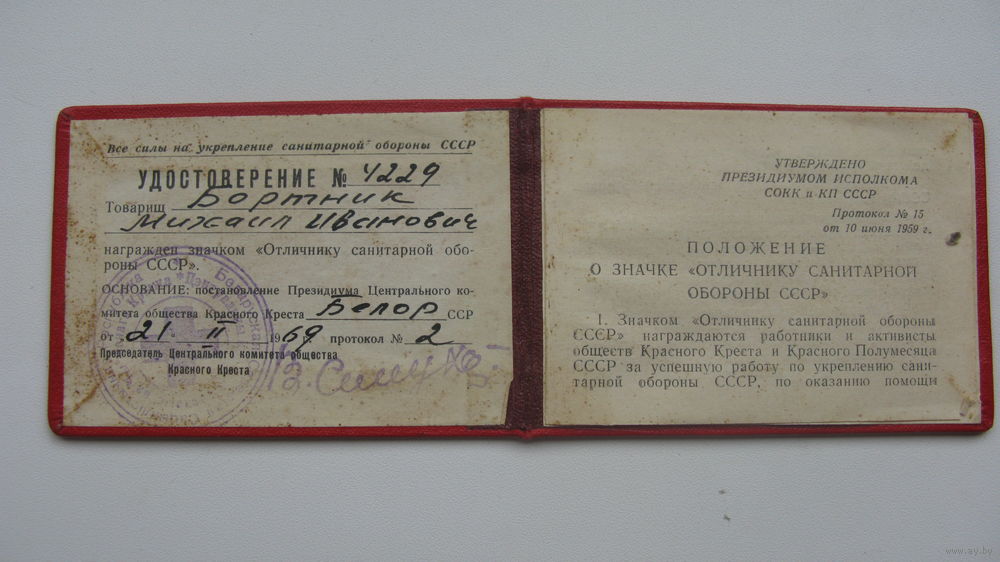 Все силы на укрепление санитарной обороны СССР
УДОСТОВЕРЕНИЕ № 4229
Товарищ Бортник
Михаил Иванович
награжден значком «Отличнику санитарной обо-
роны СССР».
ОСНОВАНИЕ: постановление Президиума Центрального ко-
митета общества Красного Креста Белор ССР
от 21 II 1969 г. протокол № 2
Председатель Центрального комитета общества
Красного Креста
УТВЕРЖДЕНО
ПРЕЗИДИУМОМ ИСПОЛКОМА
СОКК и КП СССР
Протокол № 15
от 10 июня 1959 г.
ПОЛОЖЕНИЕ
О ЗНАЧКЕ «ОТЛИЧНИКУ САНИТАРНОЙ
ОБОРОНЫ СССР»
1. Значком «Отличнику санитарной обороны
СССР» награждаются работники и активисты
обществ Красного Креста и Красного Полумесяца
СССР за успешную работу по укреплению сани-
тарной обороны СССР, по оказанию помощи
www.ay.by